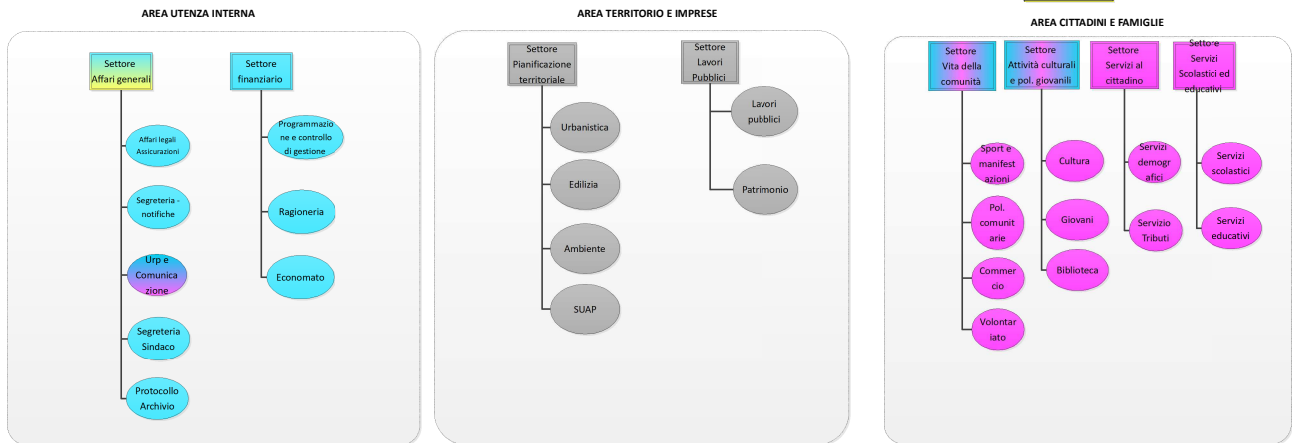 AREA UTENZA INTERNA
Settore
Affari generali
Affari legali
Assicurazioni
Segreteria -
notifiche
Urp e
Comunica
zione
Segreteria
Sindaco
Protocollo
Archivio
Settore
finanziario
Programmazio
ne e controllo
di gestione
Ragioneria
Economato
AREA TERRITORIO E IMPRESE
Settore
Pianificazione
territoriale
Urbanistica
Edilizia
Ambiente
SUAP
Settore
Lavori
Pubblici
Lavori
pubblici
Patrimonio
AREA CITTADINI E FAMIGLIE
Settore
Vita della
comunità
Sport e
manifest
azioni
Pol.
comunit
arie
Commer
cio
Volontar
iato
Settore
Attività culturali
e pol. giovanili
Cultura
Giovani
Biblioteca
Settore
Servizi al
cittadino
Servizi
demogr
afici
Servizio
Tributi
Settore
Servizi
Scolastici ed
educativi
Servizi
scolastici
Servizi
educativi